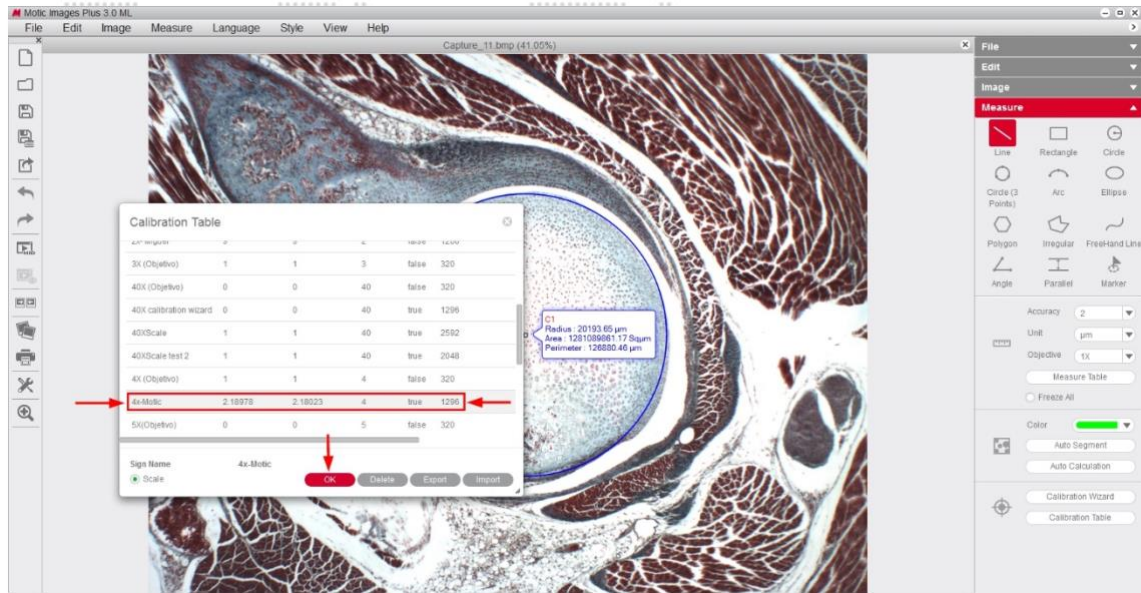 Motic Images Plus 3.0 ML
File Edit Image Measure Language Style View Help
Capture_11.bmp (41.05%)
File
Edit
Image
Measure
Line Rectangle Circle
Circle (3 Points) Arc Ellipse
Polygon Irregular FreeHand Line
Angle Parallel Marker
Accuracy 2
Unit µm
Objective 1X
Measure Table
Freeze All
Color
Auto Segment
Auto Calculation
Calibration Wizard
Calibration Table
Calibration Table
3X (Objetivo) 1 1 3 false 320
40X (Objetivo) 0 0 40 false 320
40X calibration wizard 0 0 40 true 1296
40XScale 1 1 40 true 2592
40XScale test 2 1 1 40 true 2048
4X (Objetivo) 1 1 4 false 320
4x-Motic 2.18978 2.18023 4 true 1296
5X(Objetivo) 0 0 5 false 320
Sign Name 4x-Motic
Scale
OK Delete Export Import
C1
Radius : 20193.65 µm
Area : 1281089861.17 Squm
Perimeter : 126880.46 µm